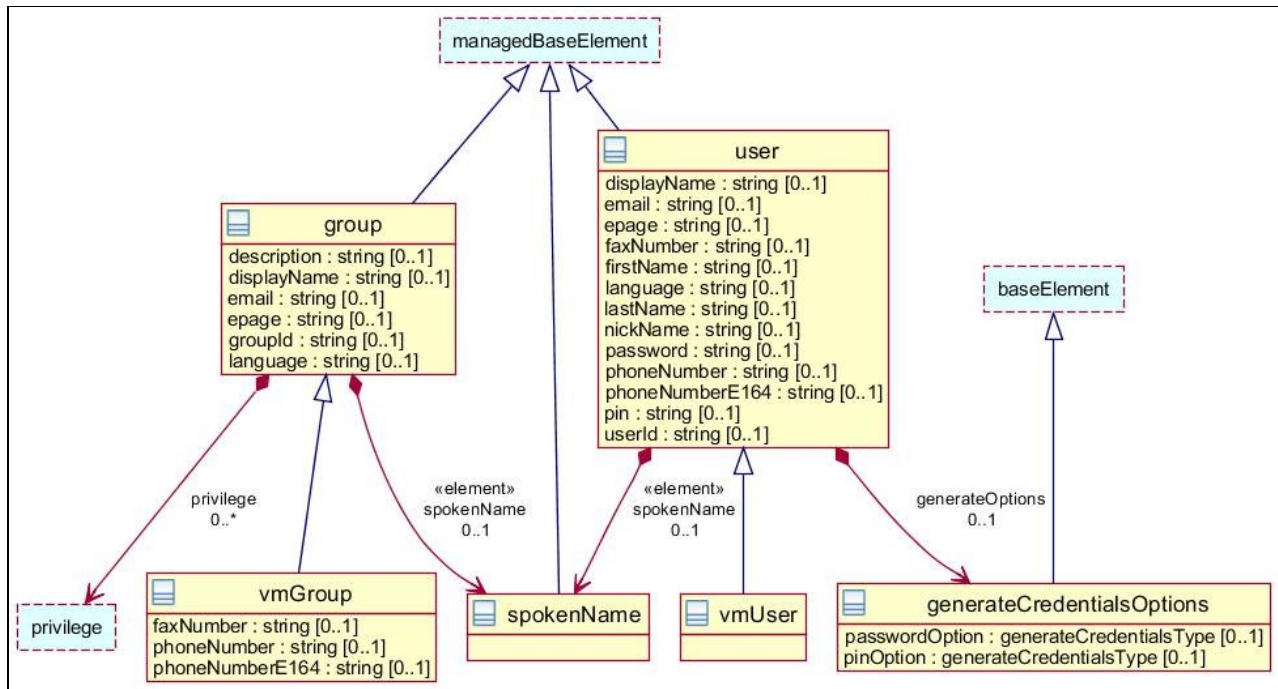 managedBaseElement
user
displayName : string [0..1]
email : string [0..1]
epage : string [0..1]
faxNumber : string [0..1]
firstName : string [0..1]
language : string [0..1]
lastName : string [0..1]
nickName : string [0..1]
password : string [0..1]
phoneNumber : string [0..1]
phoneNumberE164 : string [0..1]
pin : string [0..1]
userId : string [0..1]
group
description : string [0..1]
displayName : string [0..1]
email : string [0..1]
epage : string [0..1]
groupId : string [0..1]
language : string [0..1]
baseElement
privilege
0..*
«element»
spokenName
0..1
«element»
spokenName
0..1
generateOptions
0..1
privilege
vmGroup
faxNumber : string [0..1]
phoneNumber : string [0..1]
phoneNumberE164 : string [0..1]
spokenName
vmUser
generateCredentialsOptions
passwordOption : generateCredentialsType [0..1]
pinOption : generateCredentialsType [0..1]